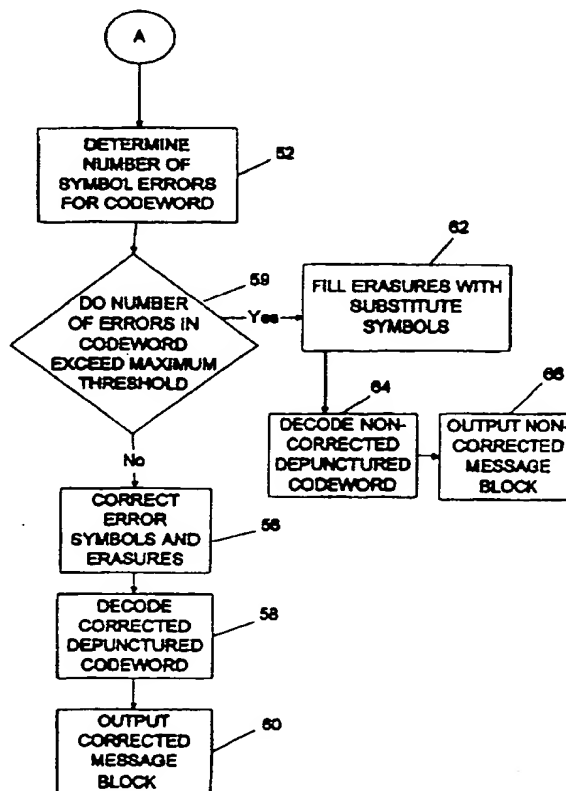 A
DETERMINE
NUMBER OF
SYMBOL ERRORS
FOR CODEWORD
52
DO NUMBER
OF ERRORS IN
CODEWORD
EXCEED MAXIMUM
THRESHOLD
59
Yes
62
FILL ERASURES WITH
SUBSTITUTE
SYMBOLS
64
DECODE NON-
CORRECTED
DEPUNCTURED
CODEWORD
66
OUTPUT NON-
CORRECTED
MESSAGE
BLOCK
No
CORRECT
ERROR
SYMBOLS AND
ERASURES
56
DECODE
CORRECTED
DEPUNCTURED
CODEWORD
58
OUTPUT
CORRECTED
MESSAGE
BLOCK
60